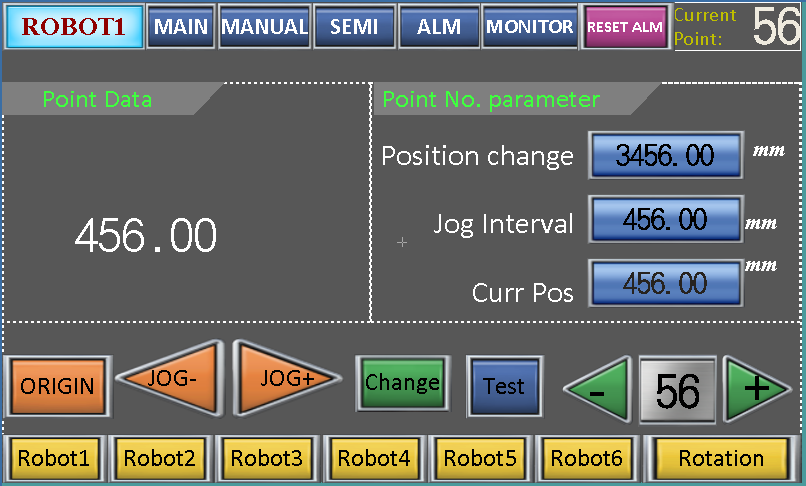 ROBOT1 MAIN MANUAL SEMI ALM MONITOR RESET ALM Current Point: 56
Point Data
Point No. parameter
Position change 3456.00 mm
456.00
Jog Interval 456.00 mm
Curr Pos 456.00 mm
ORIGIN JOG- JOG+ Change Test - 56 +
Robot1 Robot2 Robot3 Robot4 Robot5 Robot6 Rotation